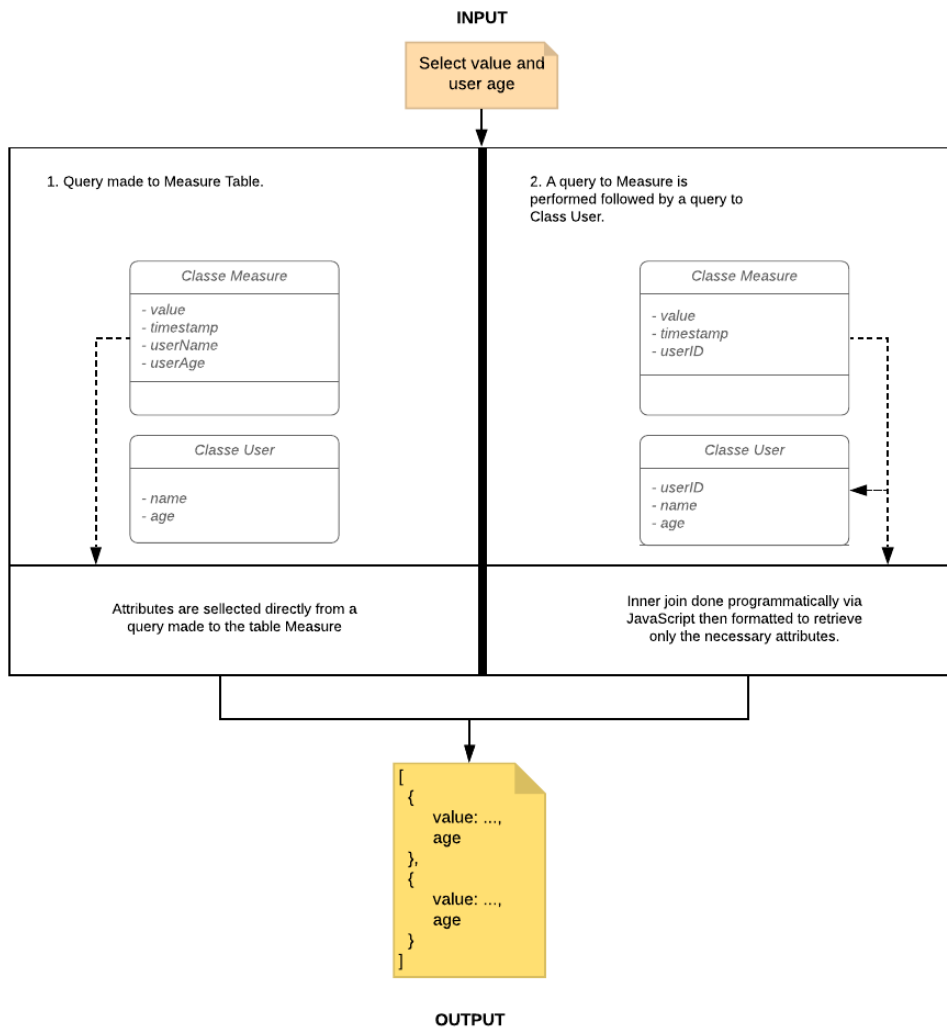 INPUT
Select value and
user age
1. Query made to Measure Table.
Classe Measure
- value
- timestamp
- userName
- userAge
Classe User
- name
- age
Attributes are sellected directly from a
query made to the table Measure
2. A query to Measure is
performed followed by a query to
Class User.
Classe Measure
- value
- timestamp
- userID
Classe User
- userID
- name
- age
Inner join done programmatically via
JavaScript then formatted to retrieve
only the necessary attributes.
[
{
value: ...,
age
},
{
value: ...,
age
}
]
OUTPUT